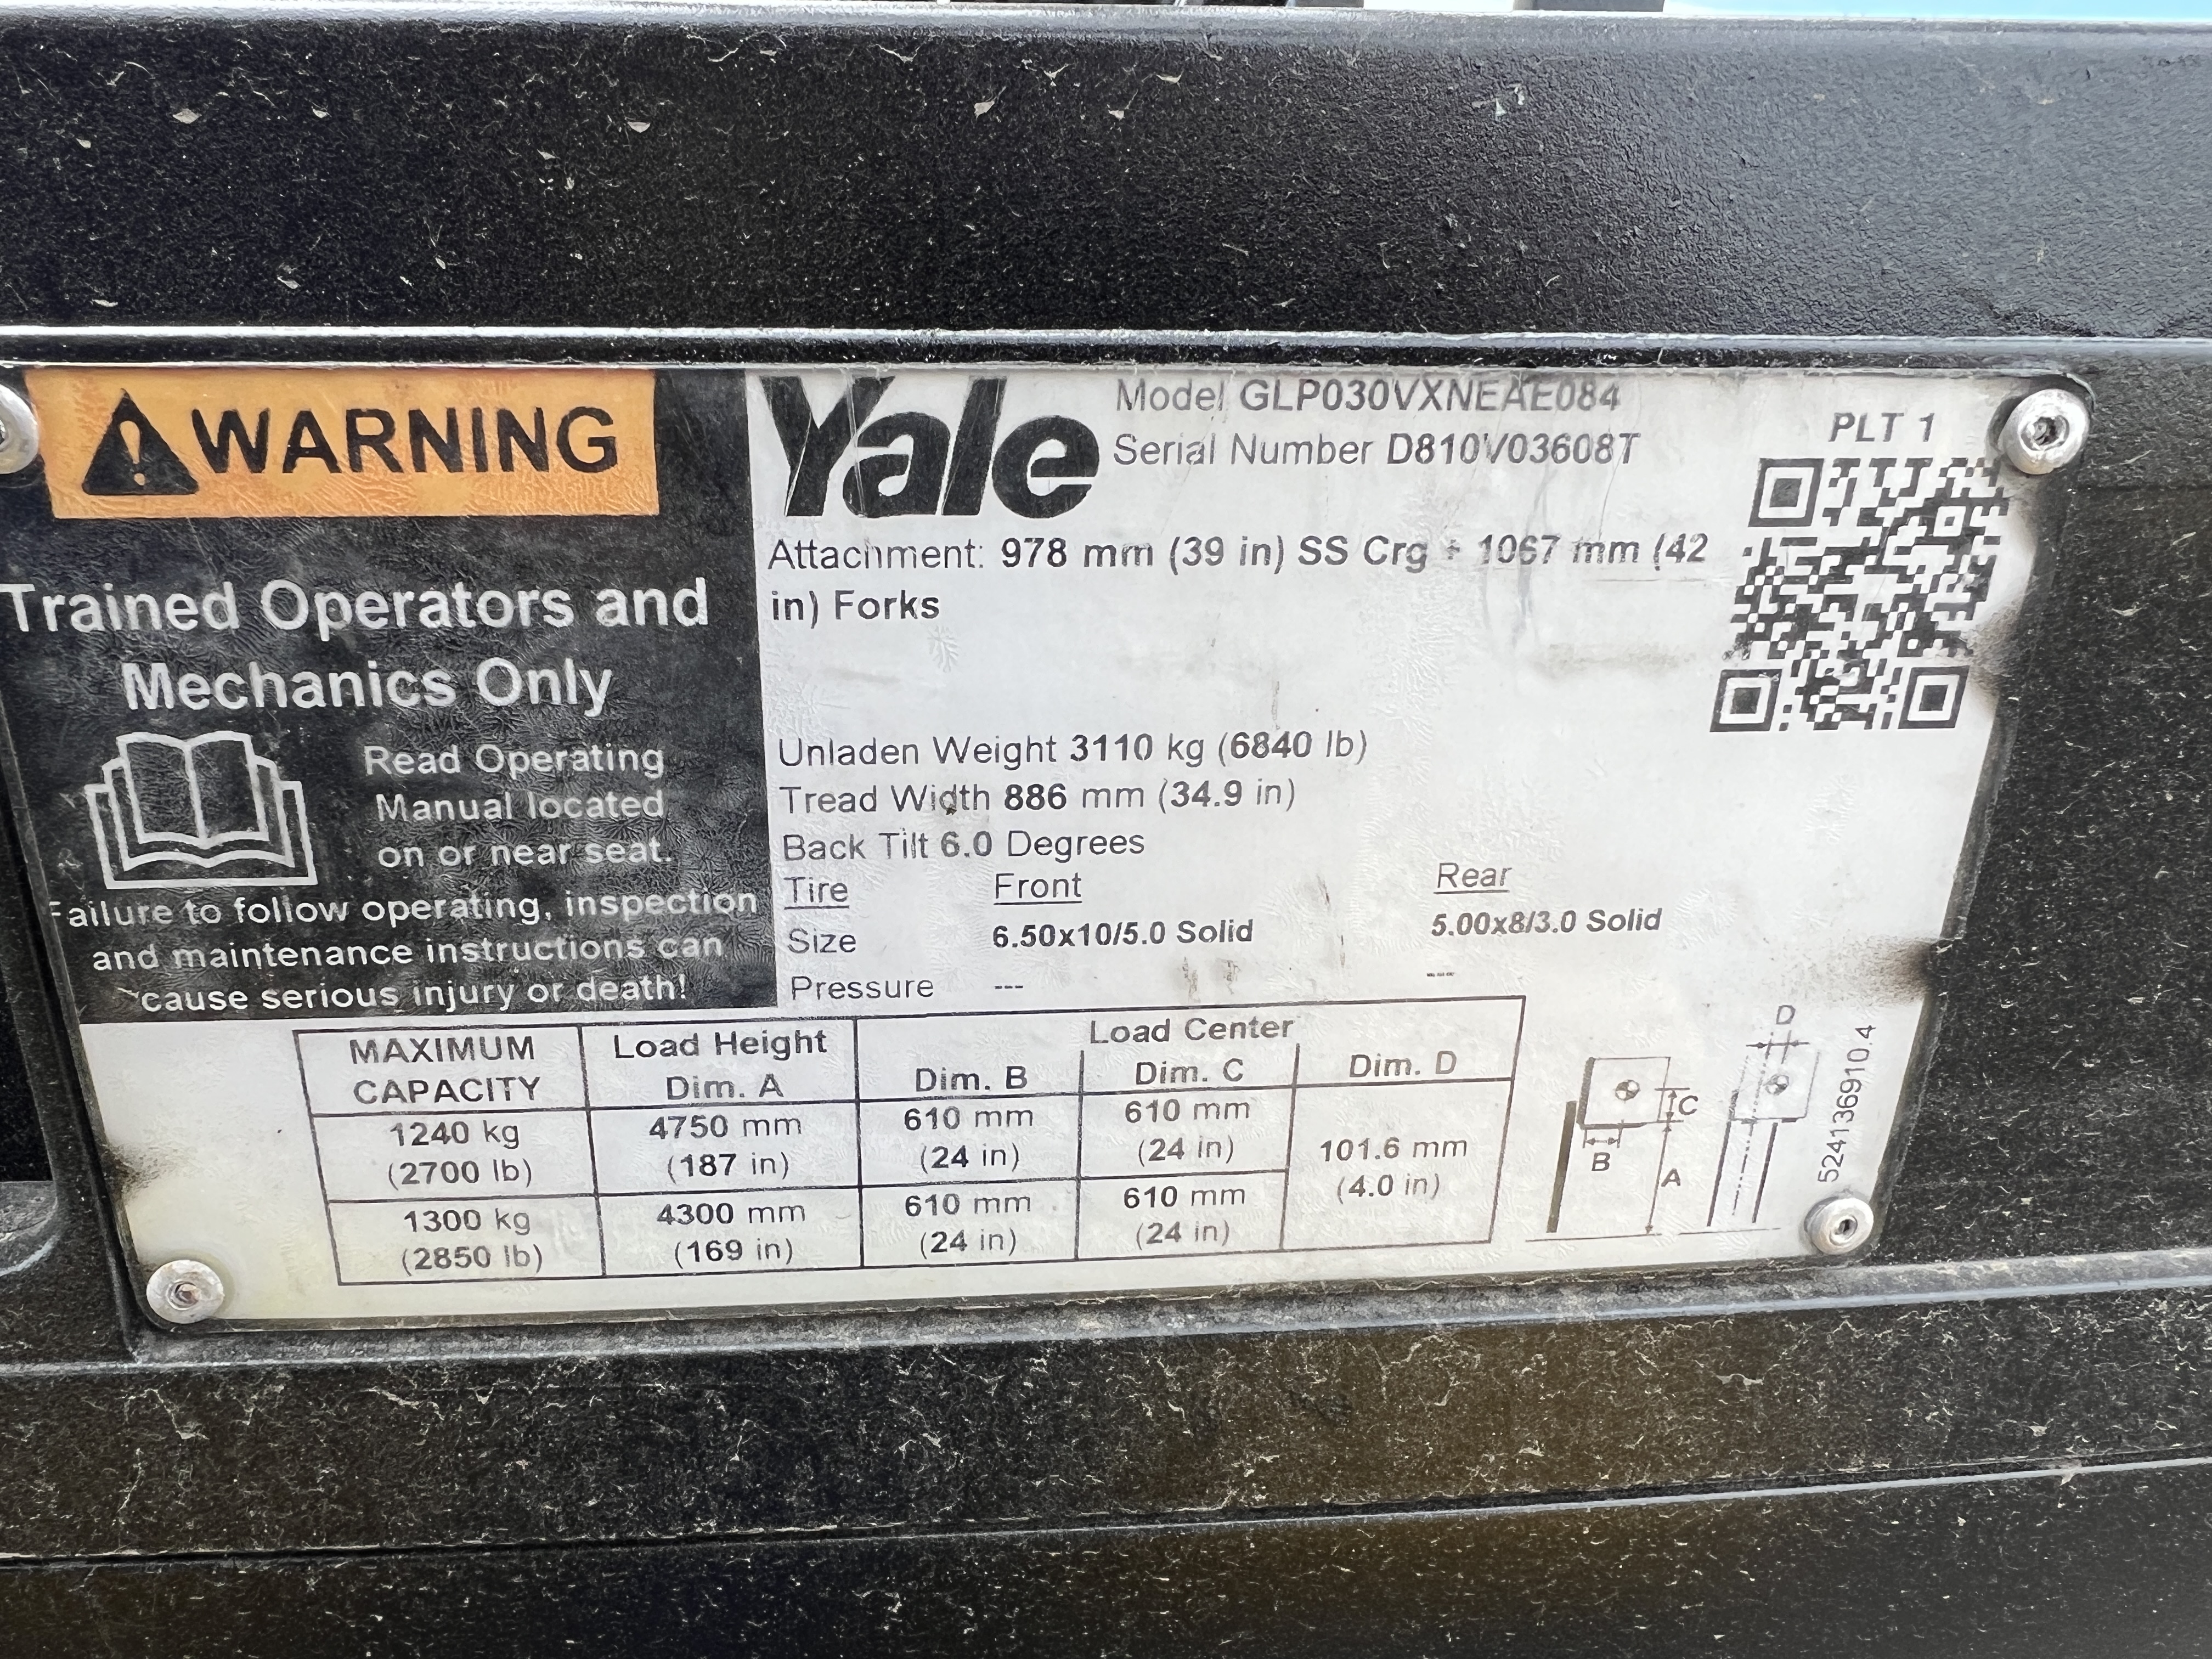 WARNING
Trained Operators and
Mechanics Only
Read Operating
Manual located
on or near seat.
Failure to follow operating, inspection
and maintenance instructions can
cause serious injury or death!
Yale
Model GLP030VXNEAE084
Serial Number D810V03608T
PLT 1
Attachment: 978 mm (39 in) SS Crg + 1067 mm (42
in) Forks
Unladen Weight 3110 kg (6840 lb)
Tread Width 886 mm (34.9 in)
Back Tilt 6.0 Degrees
Tire Front Rear
Size 6.50x10/5.0 Solid 5.00x8/3.0 Solid
Pressure --- ---
MAXIMUM CAPACITY Load Height Dim. A Load Center
Dim. B Dim. C Dim. D
1240 kg 4750 mm 610 mm 610 mm 101.6 mm
(2700 lb) (187 in) (24 in) (24 in) (4.0 in)
1300 kg 4300 mm 610 mm 610 mm
(2850 lb) (169 in) (24 in) (24 in)
D
C
B
A
524136910.4